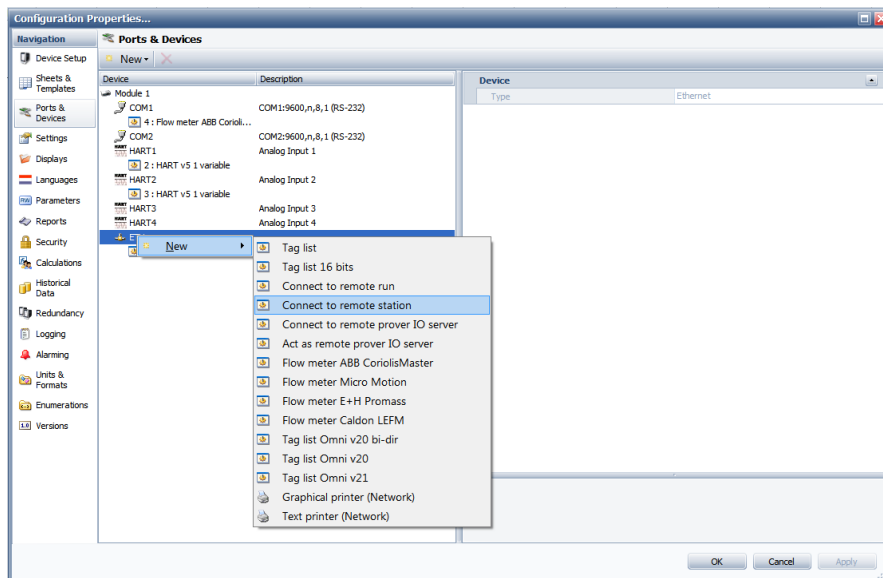 Configuration Properties...
Navigation
Device Setup
Sheets &
Templates
Ports &
Devices
Settings
Displays
Languages
Parameters
Reports
Security
Calculations
Historical
Data
Redundancy
Logging
Alarming
Units &
Formats
Enumerations
1.0 Versions
Ports & Devices
New
Device Description
Module 1
COM1 COM1:9600,n,8,1 (RS-232)
4 : Flow meter ABB Corioli...
COM2 COM2:9600,n,8,1 (RS-232)
HART HART1 Analog Input 1
2 : HART v5 1 variable
HART HART2 Analog Input 2
3 : HART v5 1 variable
HART HART3 Analog Input 3
HART HART4 Analog Input 4
New
Tag list
Tag list 16 bits
Connect to remote run
Connect to remote station
Connect to remote prover IO server
Act as remote prover IO server
Flow meter ABB CoriolisMaster
Flow meter Micro Motion
Flow meter E+H Promass
Flow meter Caldon LEFM
Tag list Omni v20 bi-dir
Tag list Omni v20
Tag list Omni v21
Graphical printer (Network)
Text printer (Network)
Device
Type Ethernet
OK Cancel Apply